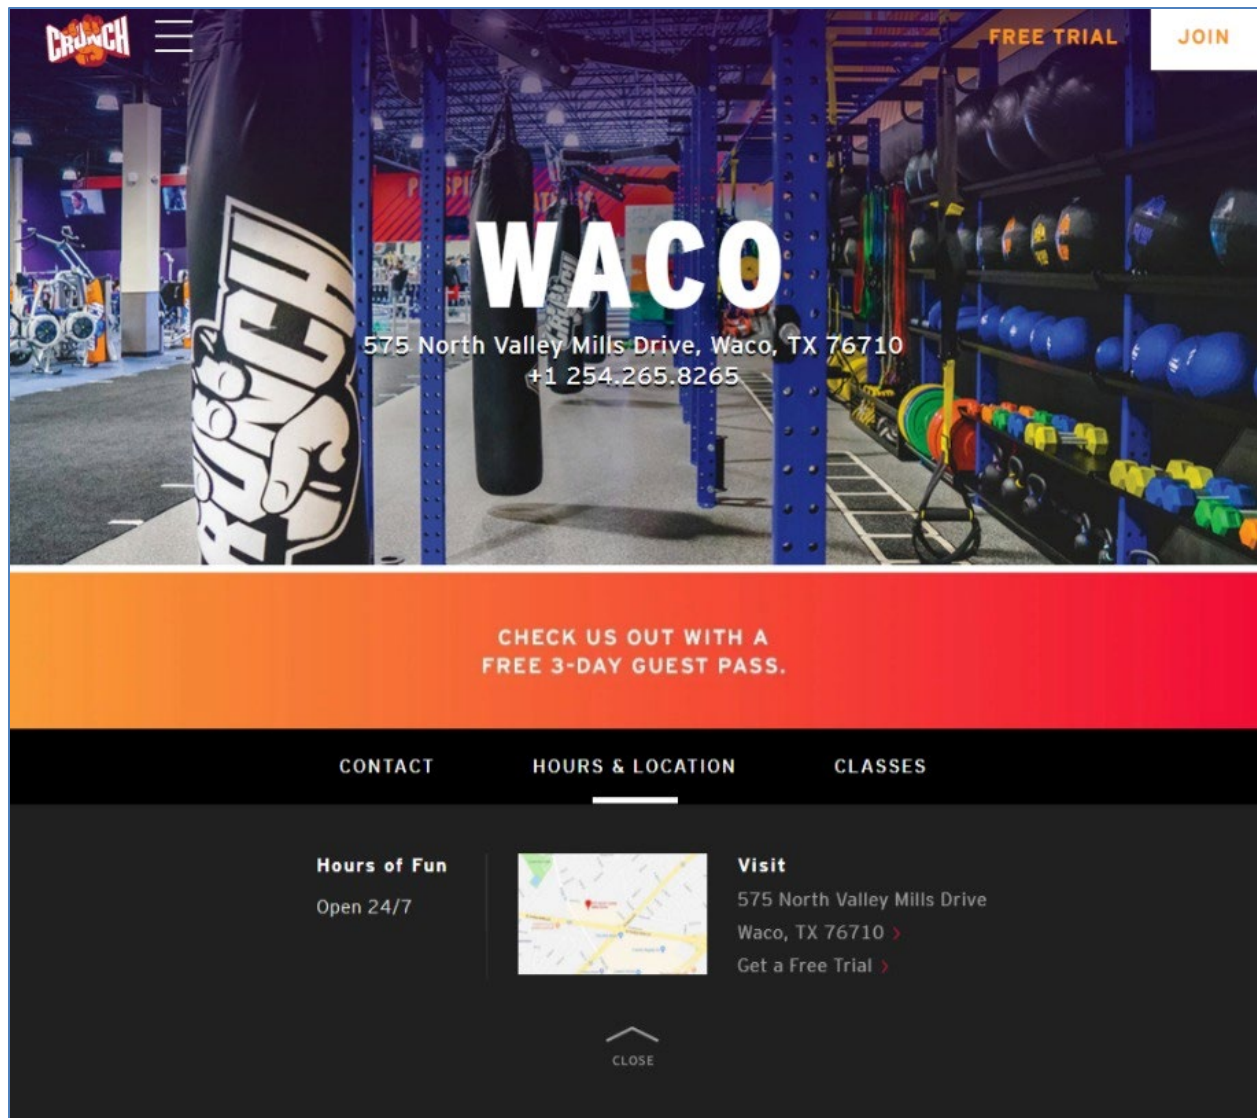 CRUNCH
FREE TRIAL
JOIN
CRUNCH
CRUNCH
WACO
575 North Valley Mills Drive, Waco, TX 76710
+1 254.265.8265
CHECK US OUT WITH A
FREE 3-DAY GUEST PASS.
CONTACT
HOURS & LOCATION
CLASSES
Hours of Fun
Open 24/7
Visit
575 North Valley Mills Drive
Waco, TX 76710 >
Get a Free Trial >
CLOSE